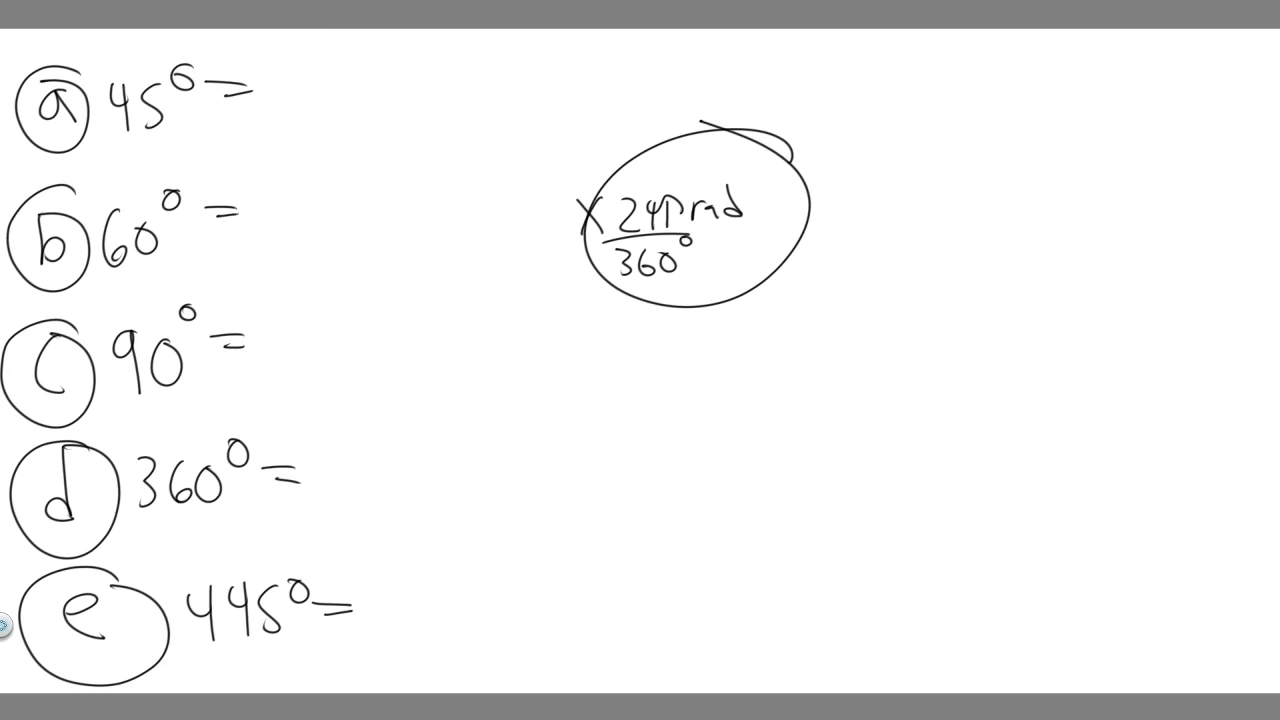 a 45° =
b 60° =
c 90° =
d 360° =
e 445° =
x 2π rad
360°